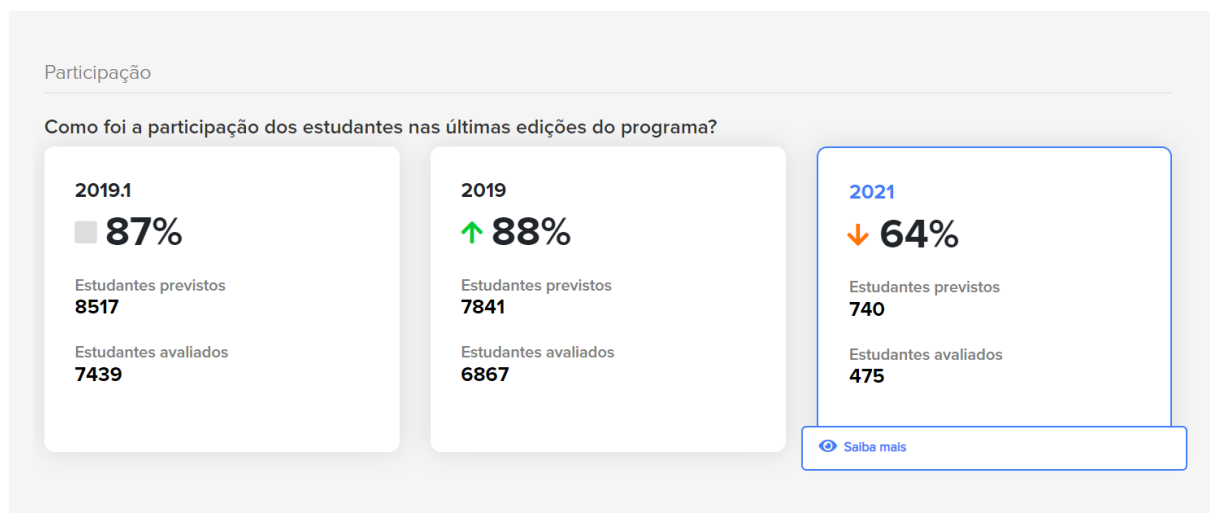 Participação
Como foi a participação dos estudantes nas últimas edições do programa?
2019.1
87%
Estudantes previstos
8517
Estudantes avaliados
7439
2019
88%
Estudantes previstos
7841
Estudantes avaliados
6867
2021
64%
Estudantes previstos
740
Estudantes avaliados
475
Saiba mais